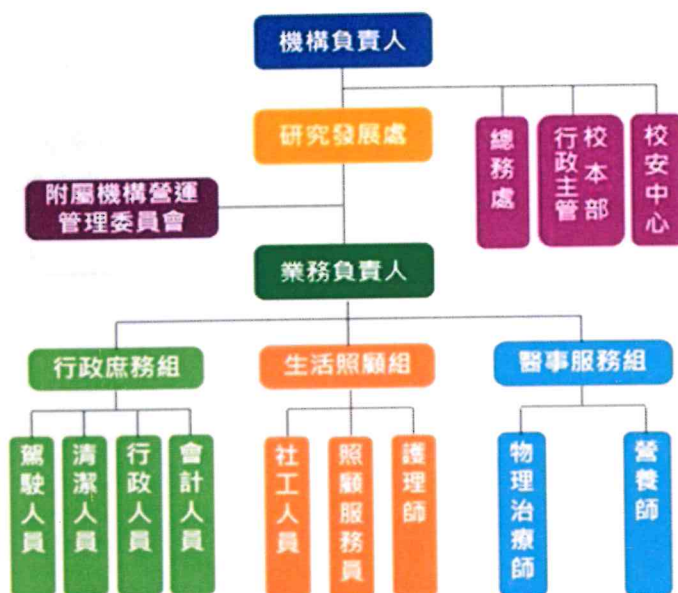 機構負責人
研究發展處
總務處
校本部
行政主管
校安中心
附屬機構營運
管理委員會
業務負責人
行政庶務組
生活照顧組
醫事服務組
駕駛人員
清潔人員
行政人員
會計人員
社工人員
照顧服務員
護理師
物理治療師
營養師